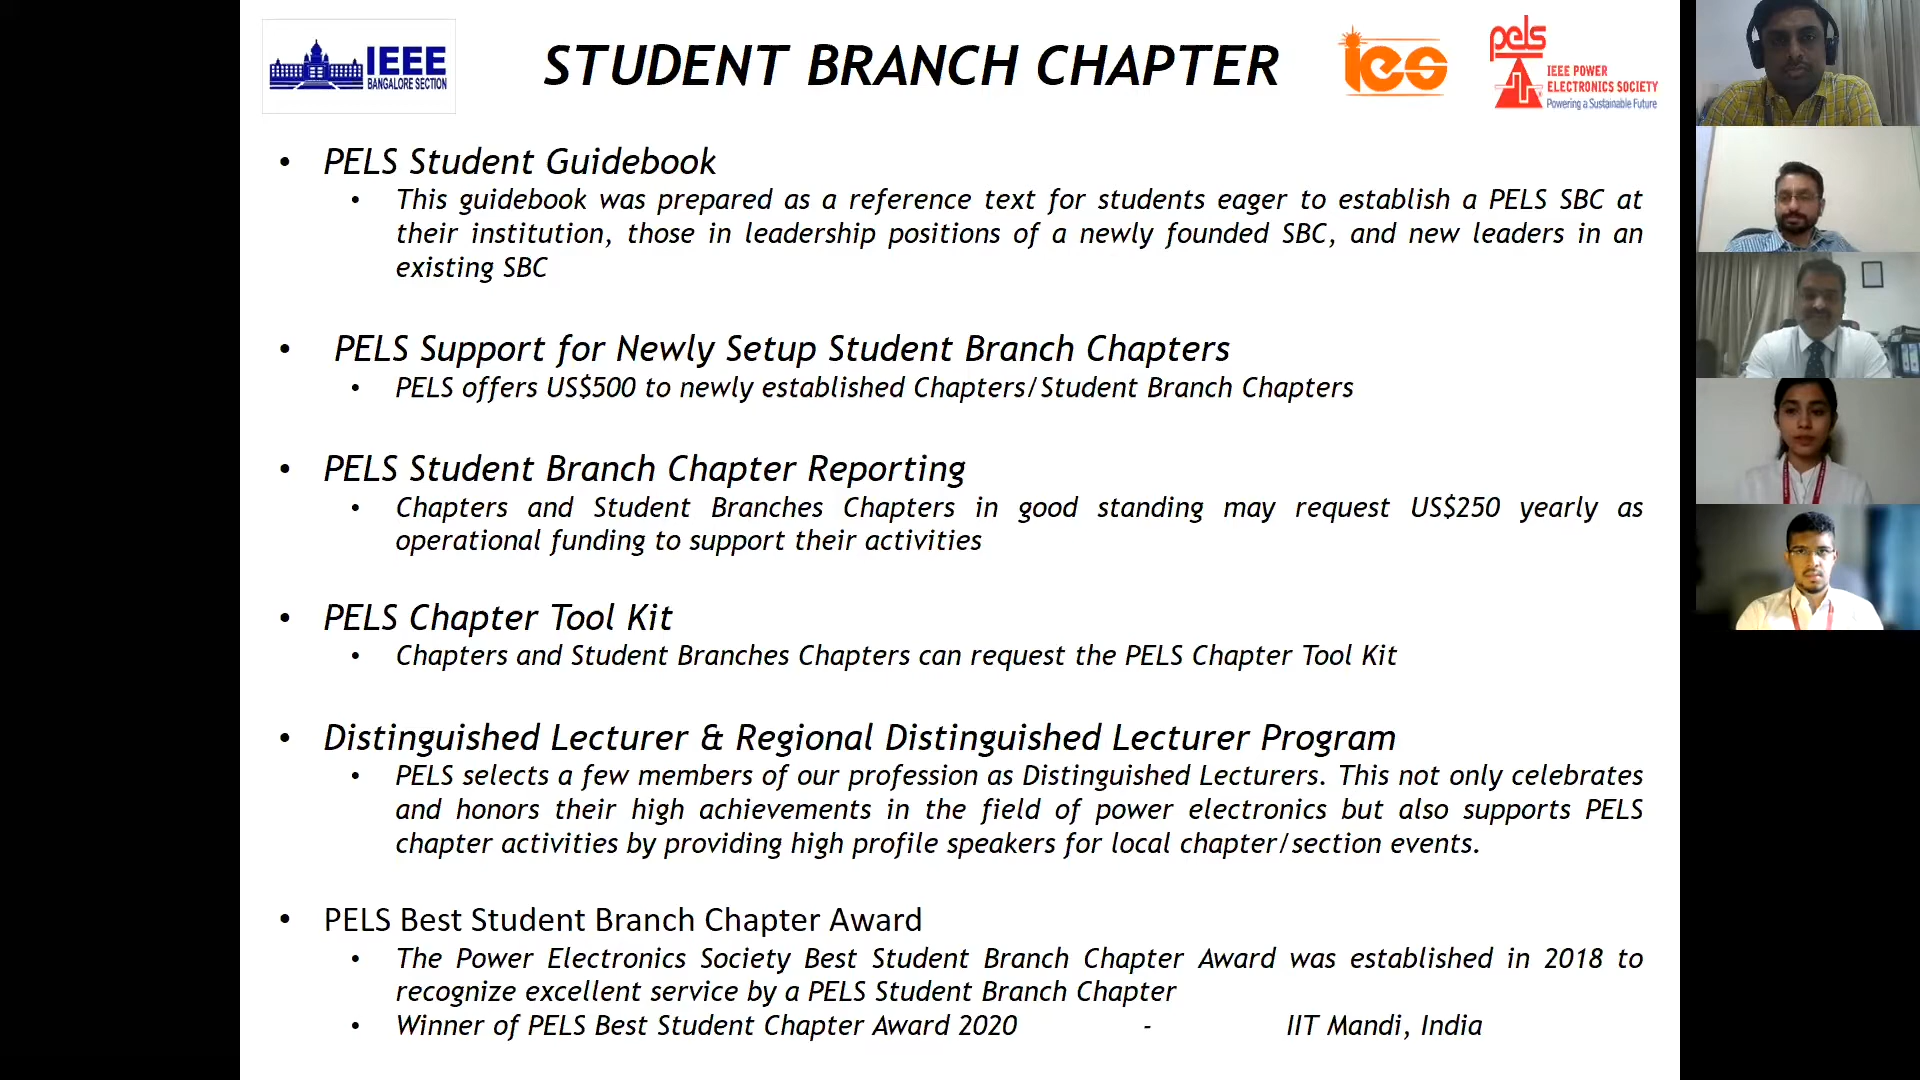 IEEE
BANGALORE SECTION
STUDENT BRANCH CHAPTER
ies
pels
IEEE POWER
ELECTRONICS SOCIETY
Powering a Sustainable Future
• PELS Student Guidebook
• This guidebook was prepared as a reference text for students eager to establish a PELS SBC at
their institution, those in leadership positions of a newly founded SBC, and new leaders in an
existing SBC
• PELS Support for Newly Setup Student Branch Chapters
• PELS offers US$500 to newly established Chapters/Student Branch Chapters
• PELS Student Branch Chapter Reporting
• Chapters and Student Branches Chapters in good standing may request US$250 yearly as
operational funding to support their activities
• PELS Chapter Tool Kit
• Chapters and Student Branches Chapters can request the PELS Chapter Tool Kit
• Distinguished Lecturer & Regional Distinguished Lecturer Program
• PELS selects a few members of our profession as Distinguished Lecturers. This not only celebrates
and honors their high achievements in the field of power electronics but also supports PELS
chapter activities by providing high profile speakers for local chapter/section events.
• PELS Best Student Branch Chapter Award
• The Power Electronics Society Best Student Branch Chapter Award was established in 2018 to
recognize excellent service by a PELS Student Branch Chapter
• Winner of PELS Best Student Chapter Award 2020 - IIT Mandi, India